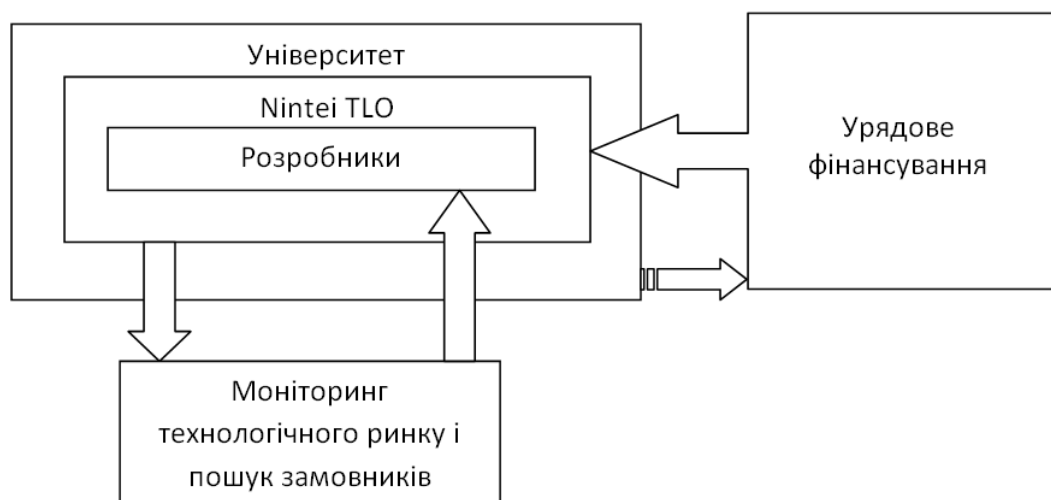 Університет
Nintei TLO
Розробники
Урядове
фінансування
Моніторинг
технологічного ринку і
пошук замовників